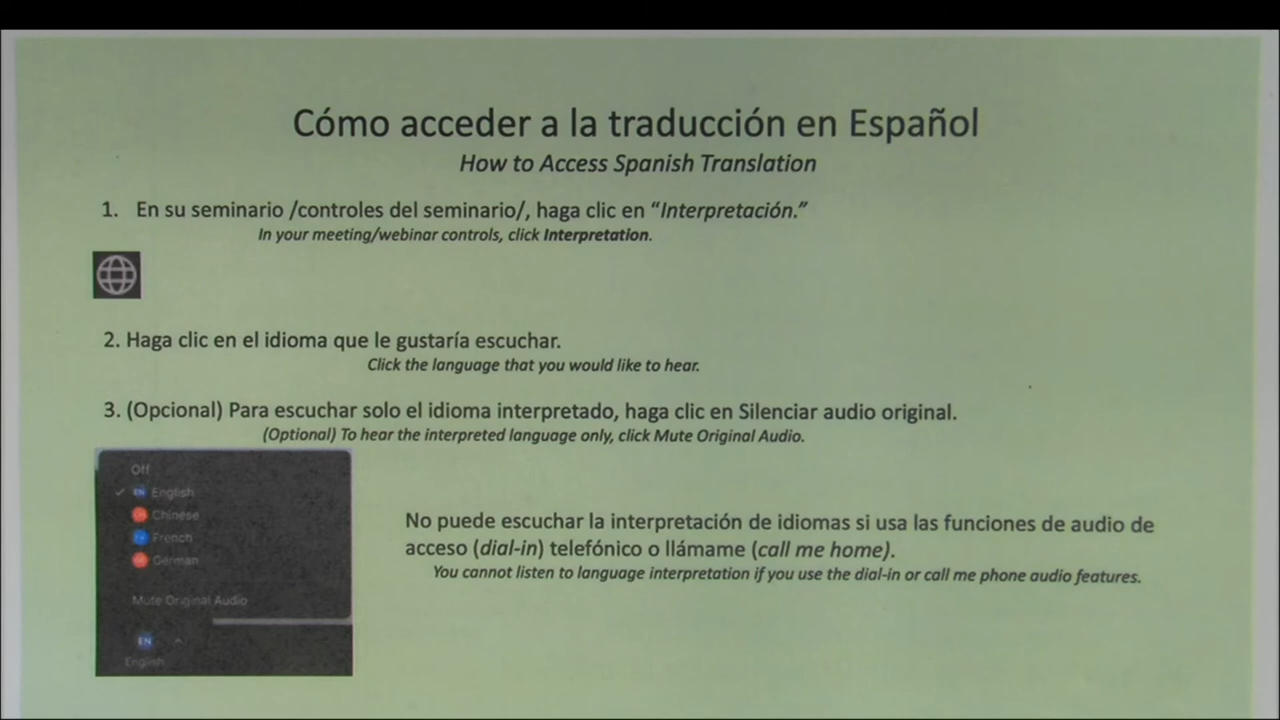 Cómo acceder a la traducción en Español
How to Access Spanish Translation
1. En su seminario /controles del seminario/, haga clic en “Interpretación.”
In your meeting/webinar controls, click Interpretation.
2. Haga clic en el idioma que le gustaría escuchar.
Click the language that you would like to hear.
3. (Opcional) Para escuchar solo el idioma interpretado, haga clic en Silenciar audio original.
(Optional) To hear the interpreted language only, click Mute Original Audio.
Off
EN English
Chinese
French
German
Mute Original Audio
EN
English
No puede escuchar la interpretación de idiomas si usa las funciones de audio de
acceso (dial-in) telefónico o llámame (call me home).
You cannot listen to language interpretation if you use the dial-in or call me phone audio features.